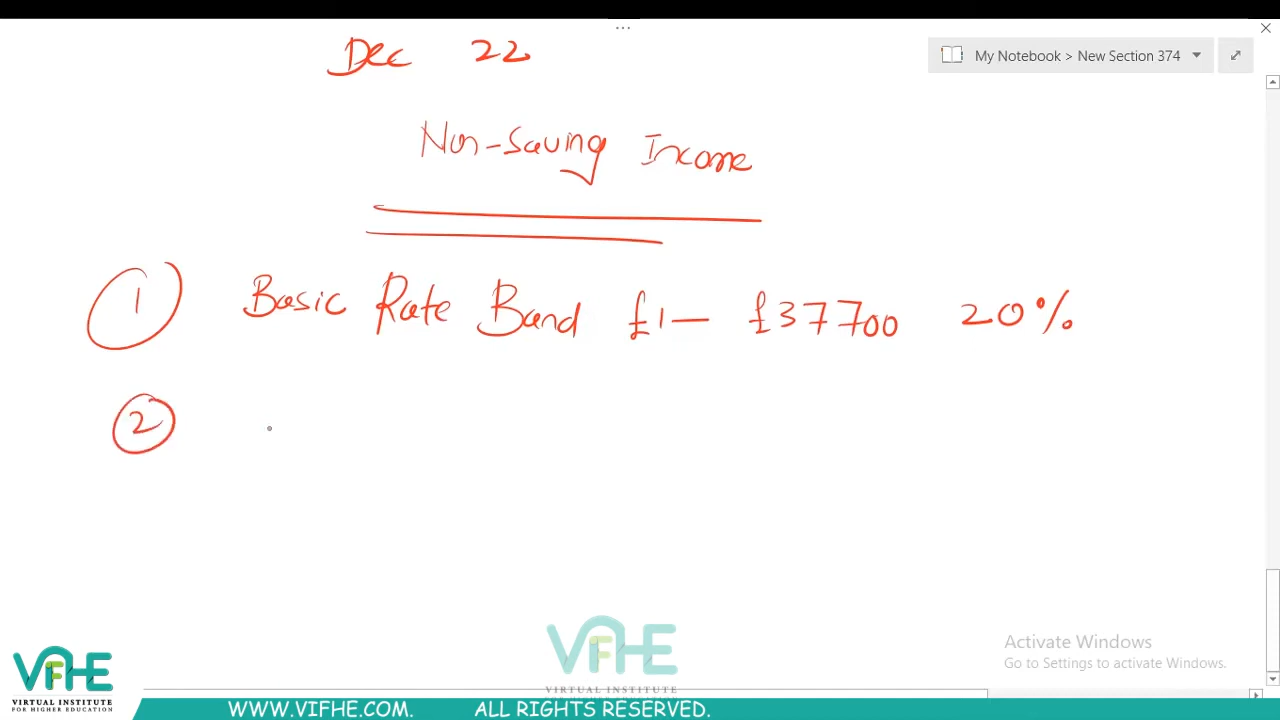 ...
My Notebook > New Section 374
Dec 22
Non-Saving Income
1 Basic Rate Band £1 — £37700 20%
2
Activate Windows
Go to Settings to activate Windows.
VIFHE
VIRTUAL INSTITUTE
FOR HIGHER EDUCATION
VIFHE
VIRTUAL INSTITUTE
WWW.VIFHE.COM. ALL RIGHTS RESERVED.